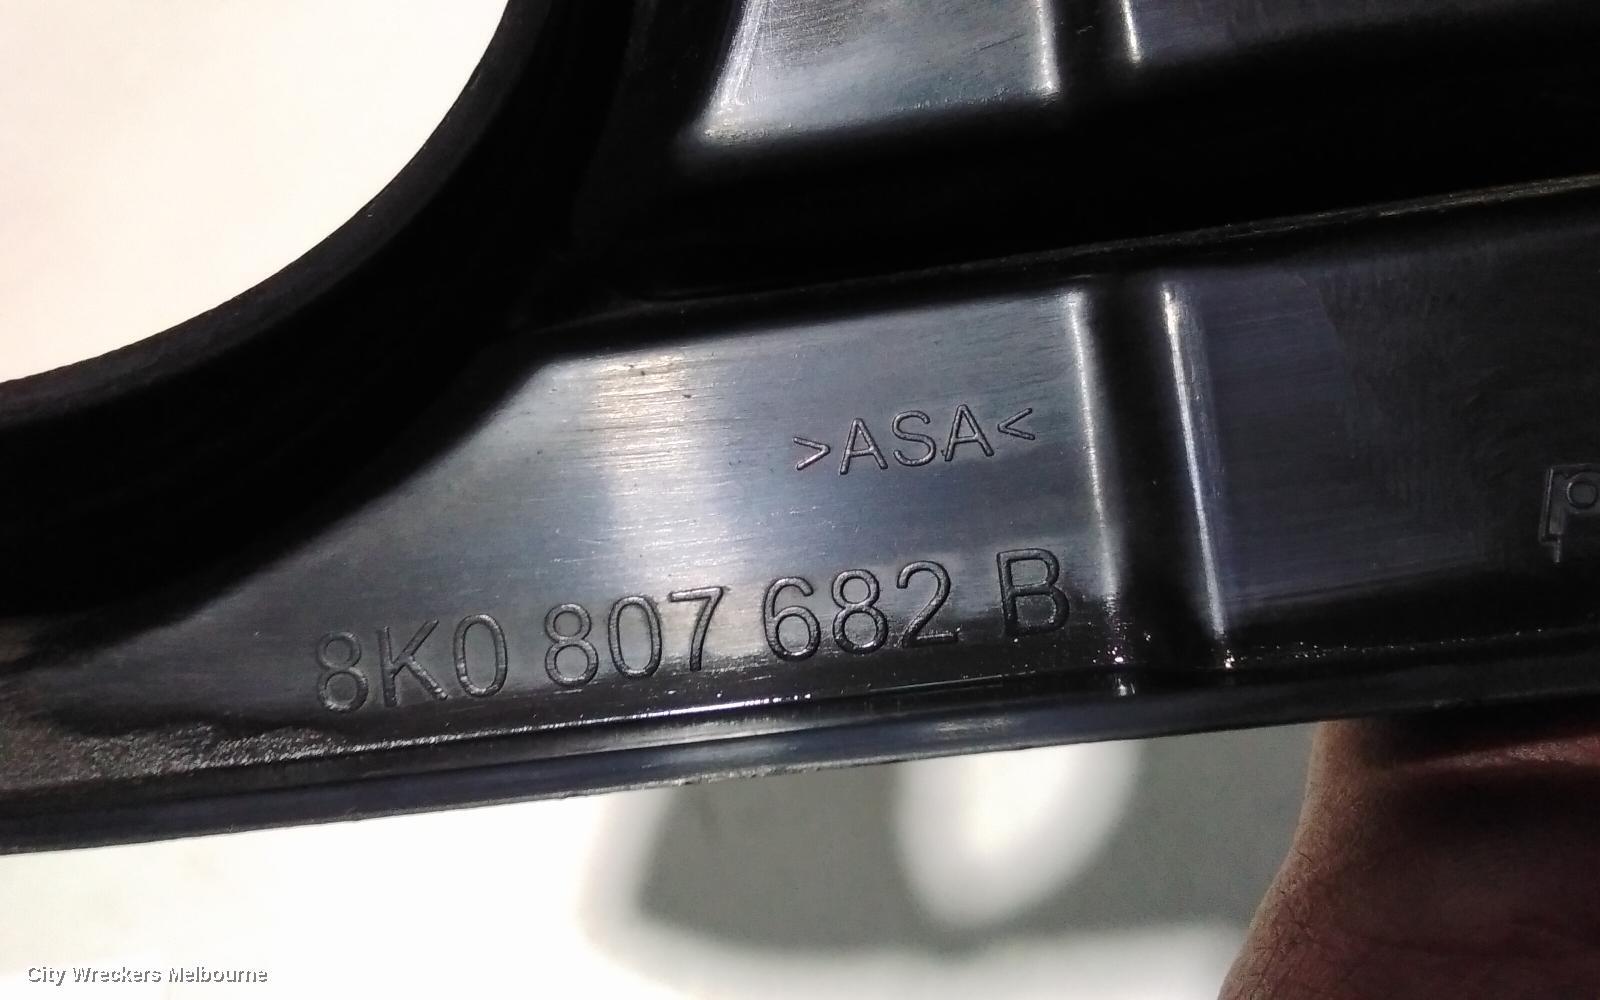 >ASA<
8K0 807 682 B
City Wreckers Melbourne